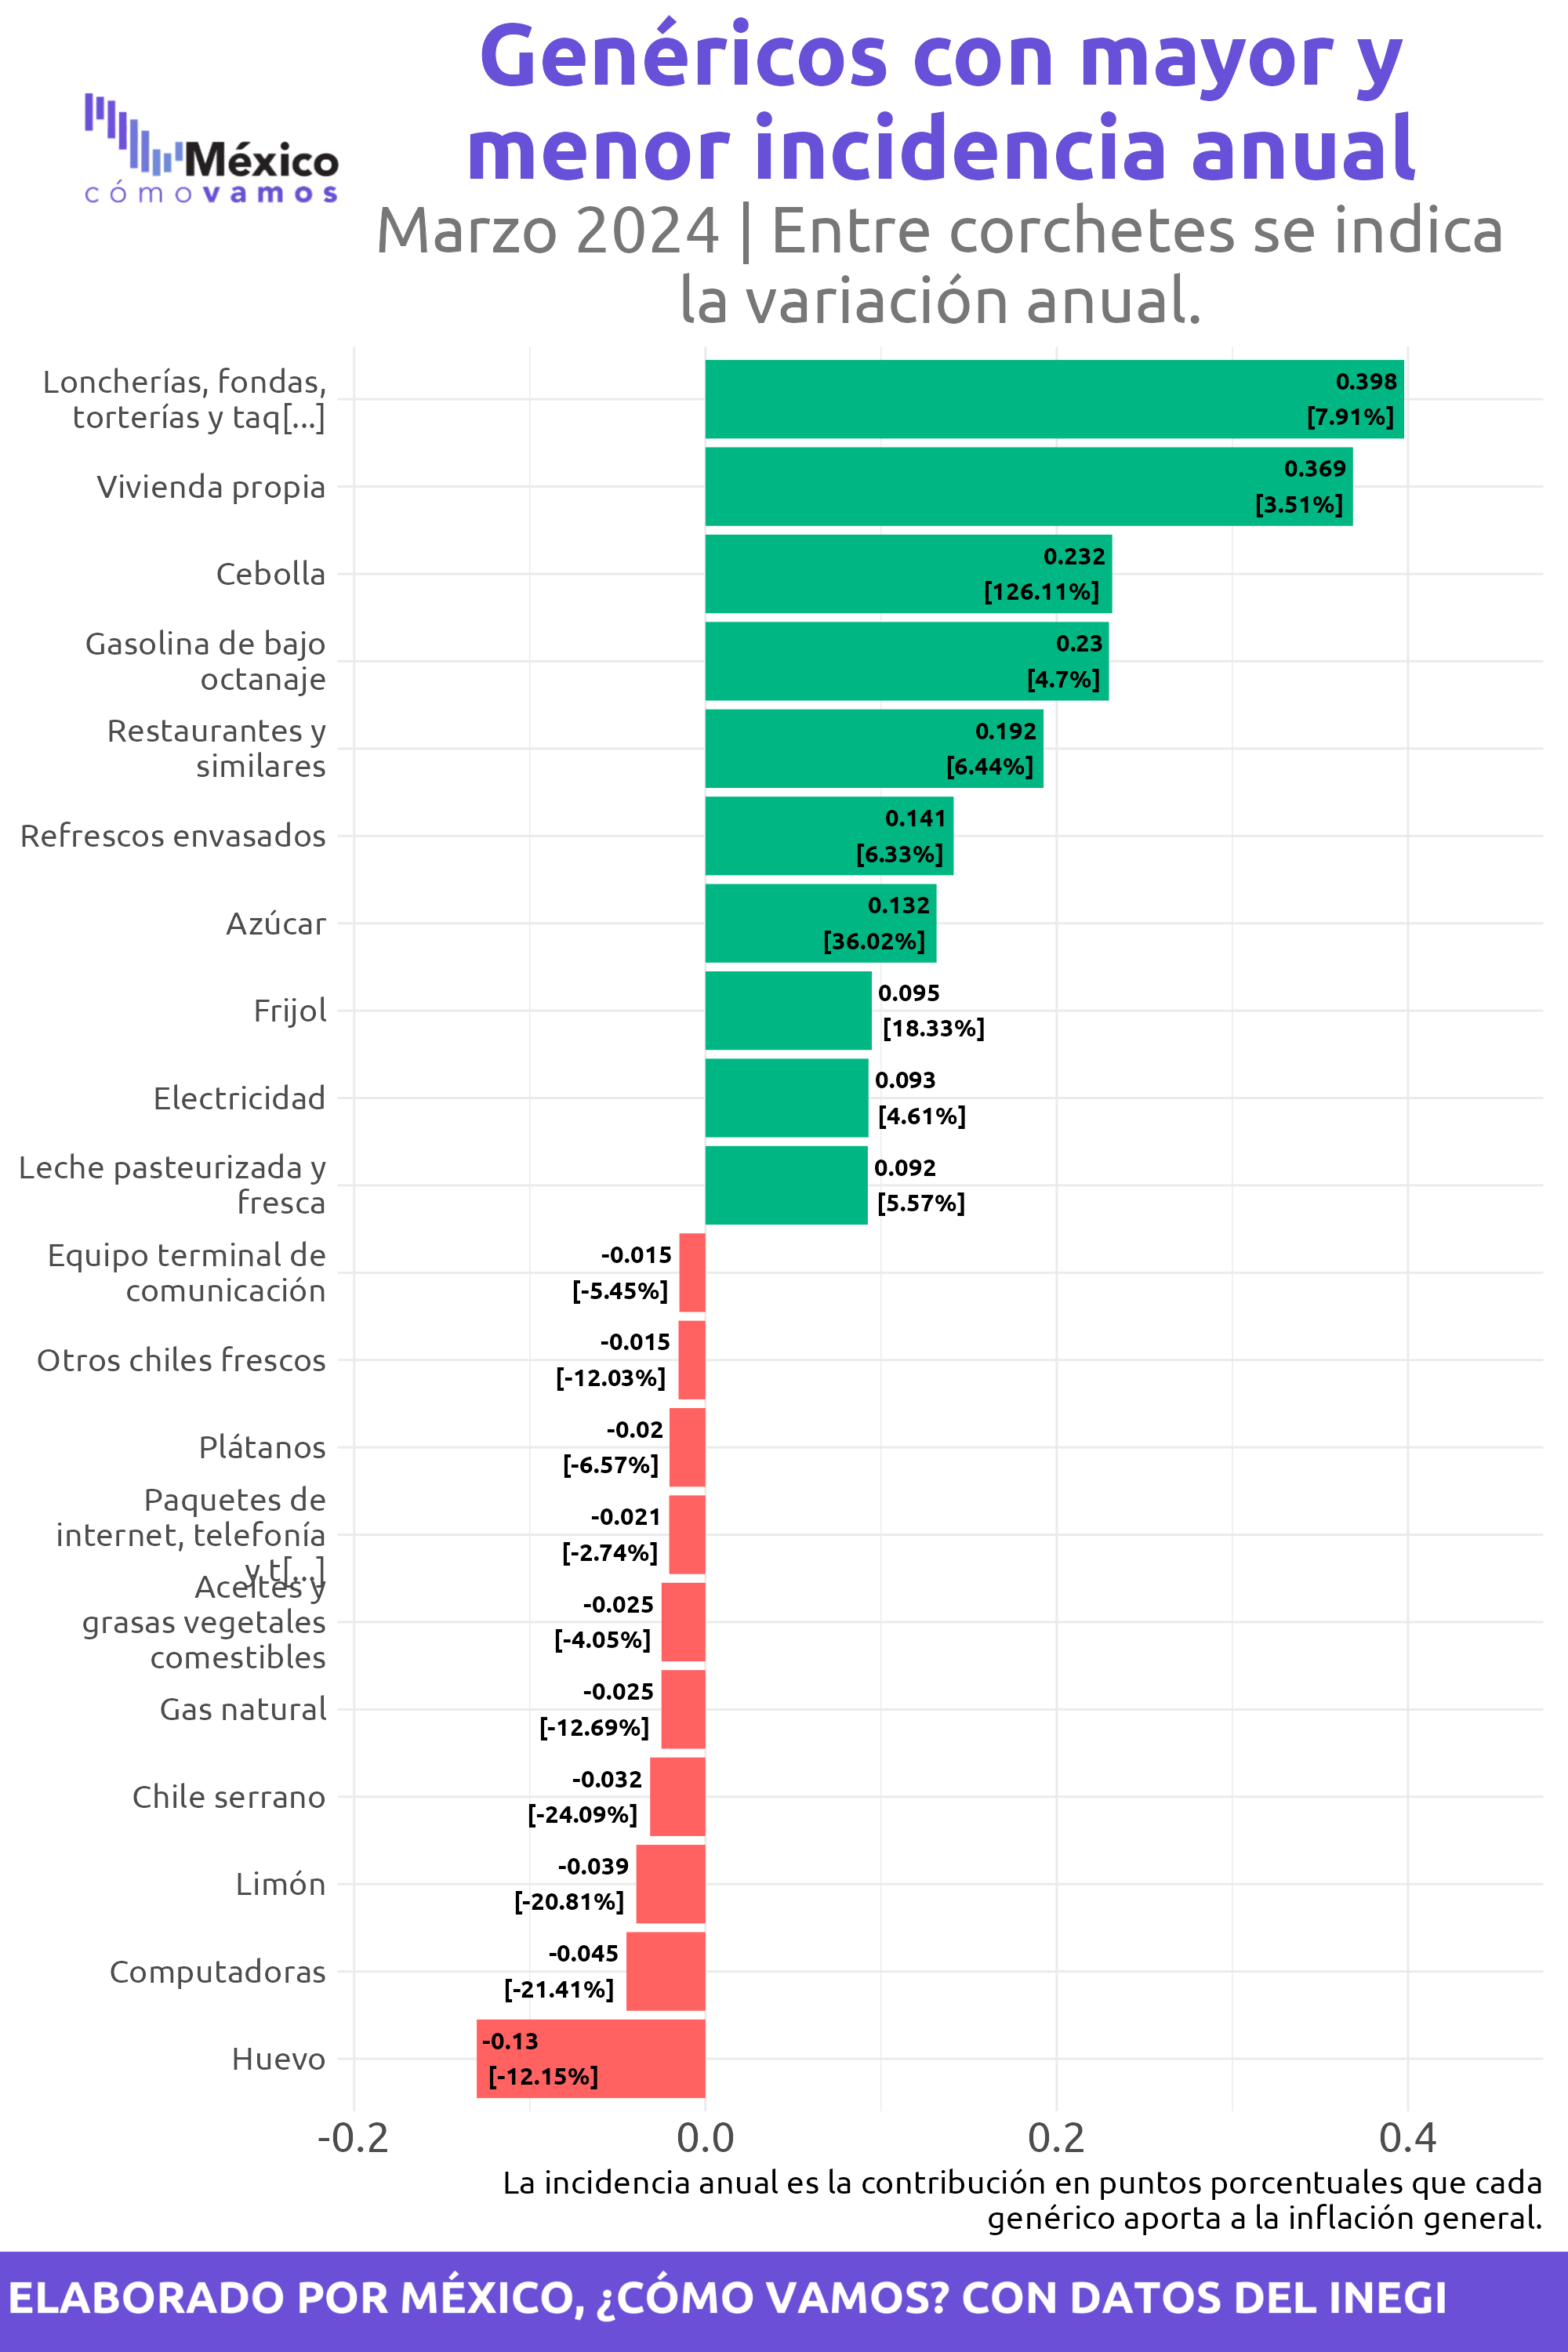 Genéricos con mayor y
menor incidencia anual
México
cómovamos
Marzo 2024 | Entre corchetes se indica
la variación anual.
Loncherías, fondas,
torterías y taq[...]
0.398
[7.91%]
Vivienda propia
0.369
[3.51%]
Cebolla
0.232
[126.11%]
Gasolina de bajo
octanaje
0.23
[4.7%]
Restaurantes y
similares
0.192
[6.44%]
Refrescos envasados
0.141
[6.33%]
Azúcar
0.132
[36.02%]
Frijol
0.095
[18.33%]
Electricidad
0.093
[4.61%]
Leche pasteurizada y
fresca
0.092
[5.57%]
Equipo terminal de
comunicación
-0.015
[-5.45%]
Otros chiles frescos
-0.015
[-12.03%]
Plátanos
-0.02
[-6.57%]
Paquetes de
internet, telefonía
y t[...]
-0.021
[-2.74%]
Aceites y
grasas vegetales
comestibles
-0.025
[-4.05%]
Gas natural
-0.025
[-12.69%]
Chile serrano
-0.032
[-24.09%]
Limón
-0.039
[-20.81%]
Computadoras
-0.045
[-21.41%]
Huevo
-0.13
[-12.15%]
-0.2 0.0 0.2 0.4
La incidencia anual es la contribución en puntos porcentuales que cada
genérico aporta a la inflación general.
ELABORADO POR MÉXICO, ¿CÓMO VAMOS? CON DATOS DEL INEGI